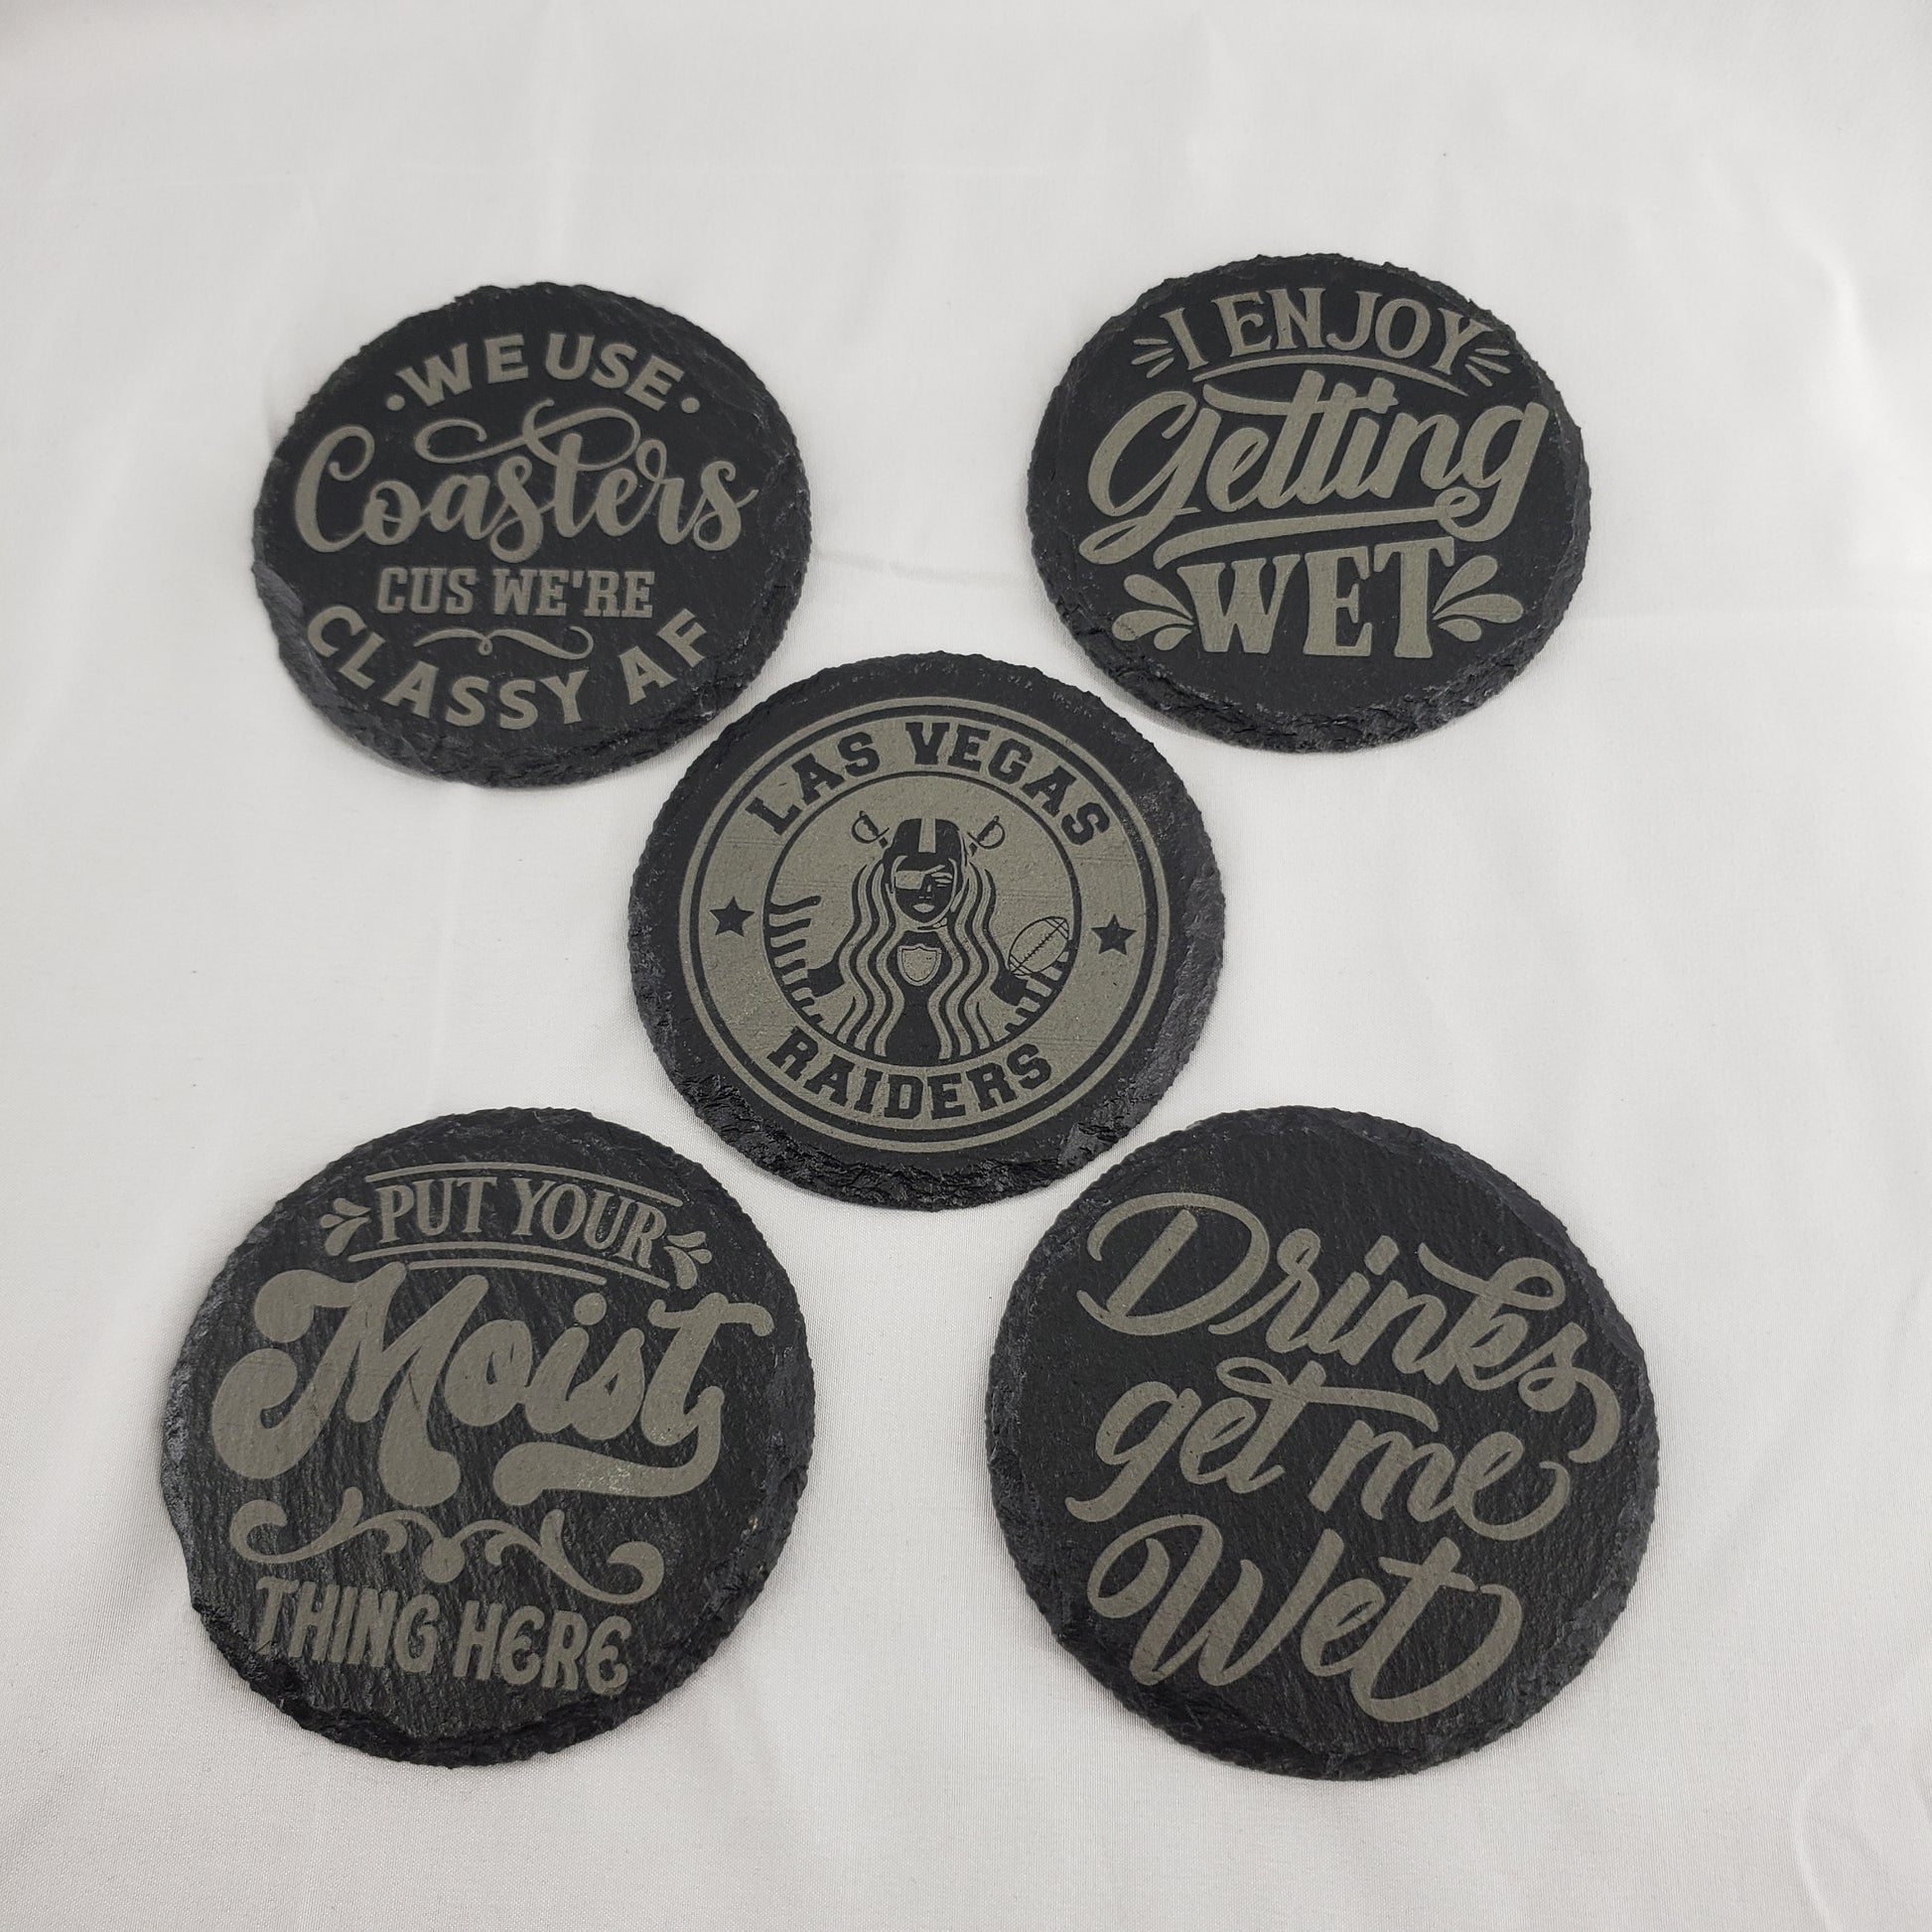 WE USE
Coasters
CUS WE'RE
CLASSY AF
I ENJOY
Getting
WET
LAS VEGAS
RAIDERS
PUT YOUR
Moist
THING HERE
Drinks
get me
Wet